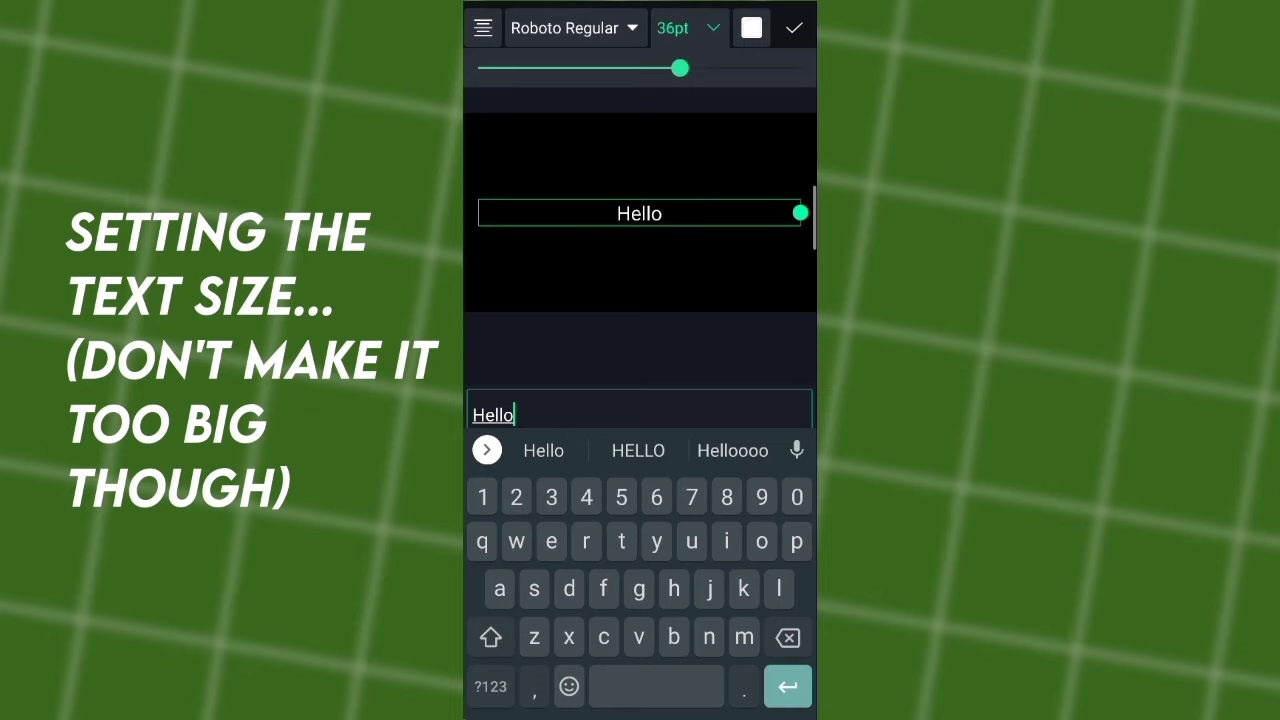 Roboto Regular 36pt
SETTING THE
TEXT SIZE...
(DON'T MAKE IT
TOO BIG
THOUGH)
Hello
Hello
Hello HELLO Helloooo
1 2 3 4 5 6 7 8 9 0
q w e r t y u i o p
a s d f g h j k l
z x c v b n m
?123 , .